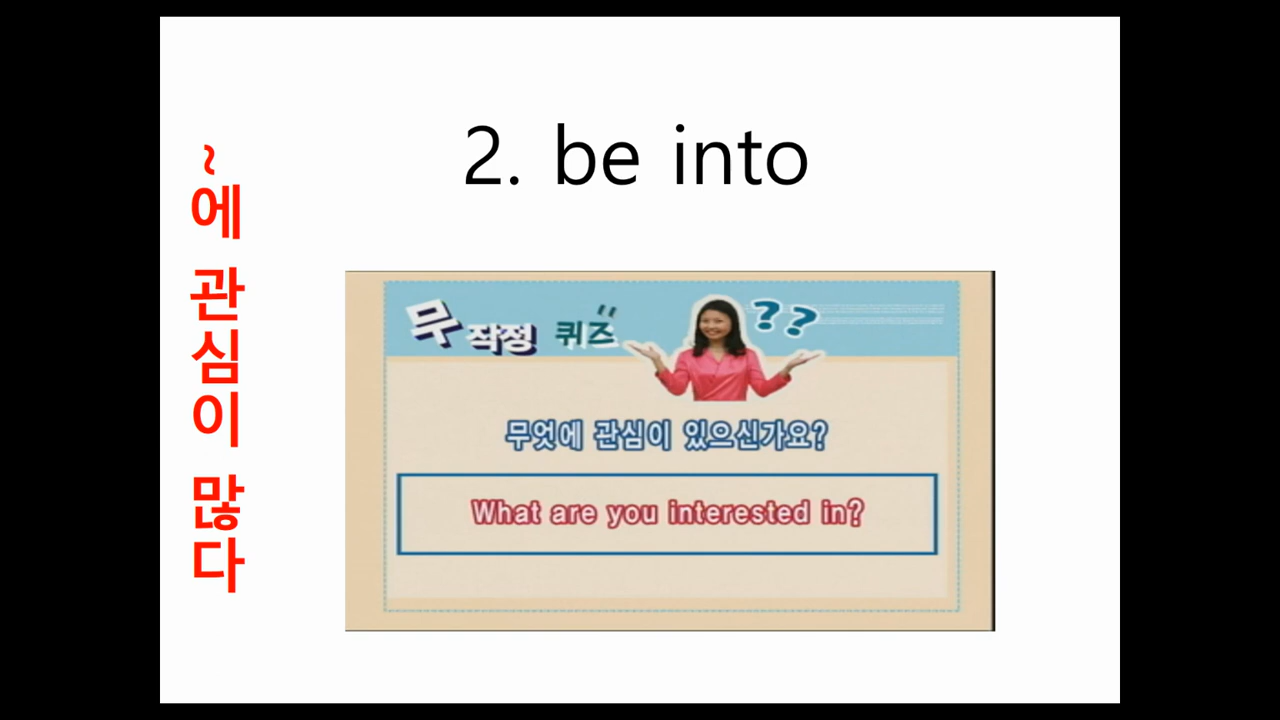 2. be into
~에 관심이 많다
무작정 퀴즈 ??
무엇에 관심이 있으신가요?
What are you interested in?